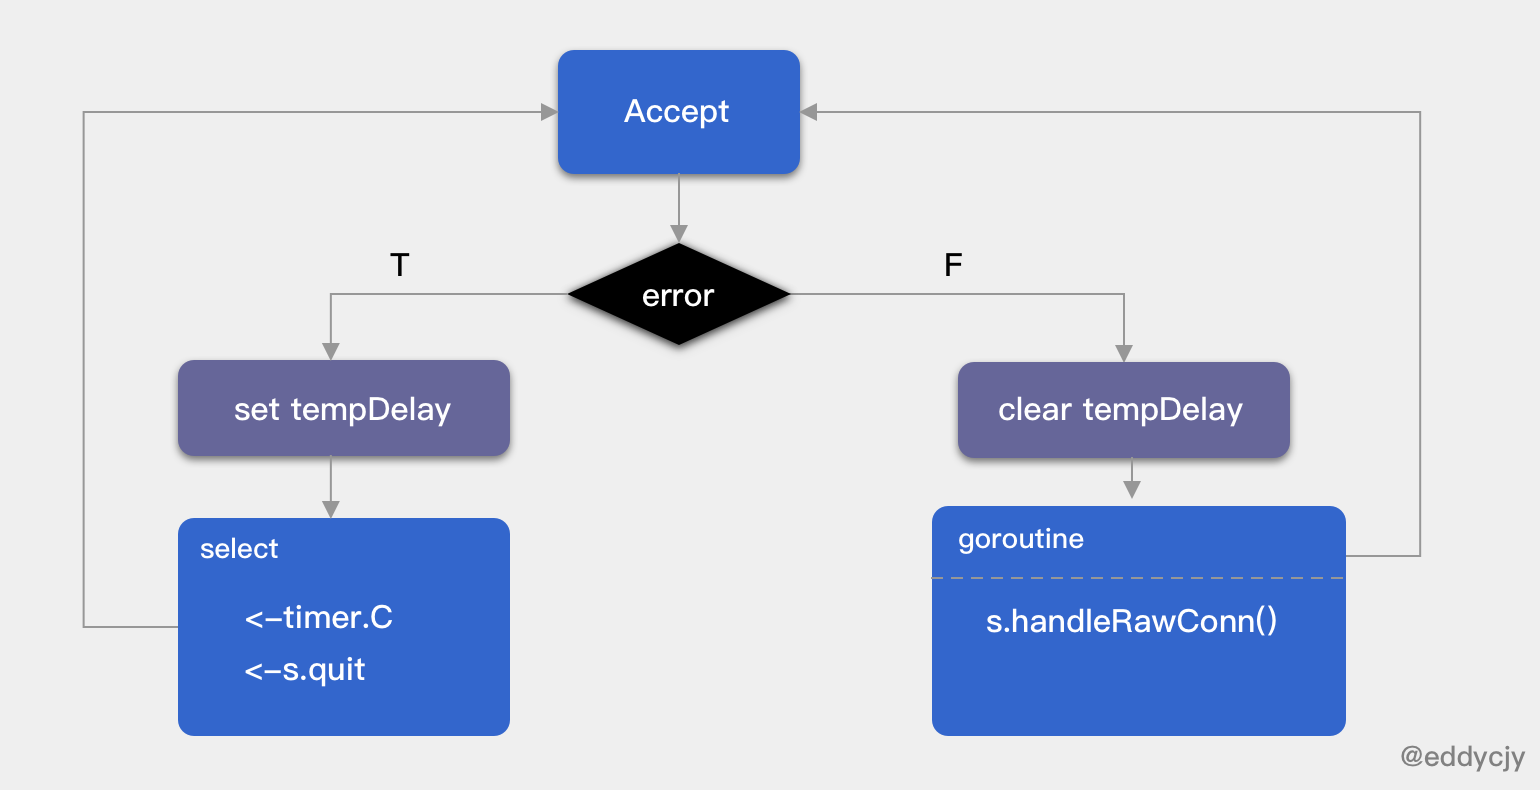 Accept
T
F
error
set tempDelay
clear tempDelay
select
<-timer.C
<-s.quit
goroutine
s.handleRawConn()
@eddycjy